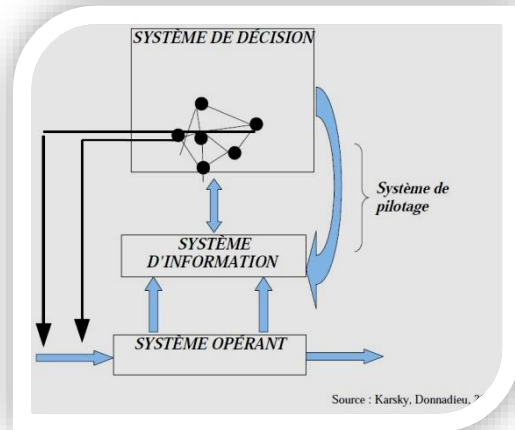 SYSTÈME DE DÉCISION
Système de
pilotage
SYSTÈME
D'INFORMATION
SYSTÈME OPÉRANT
Source : Karsky, Donnadieu,